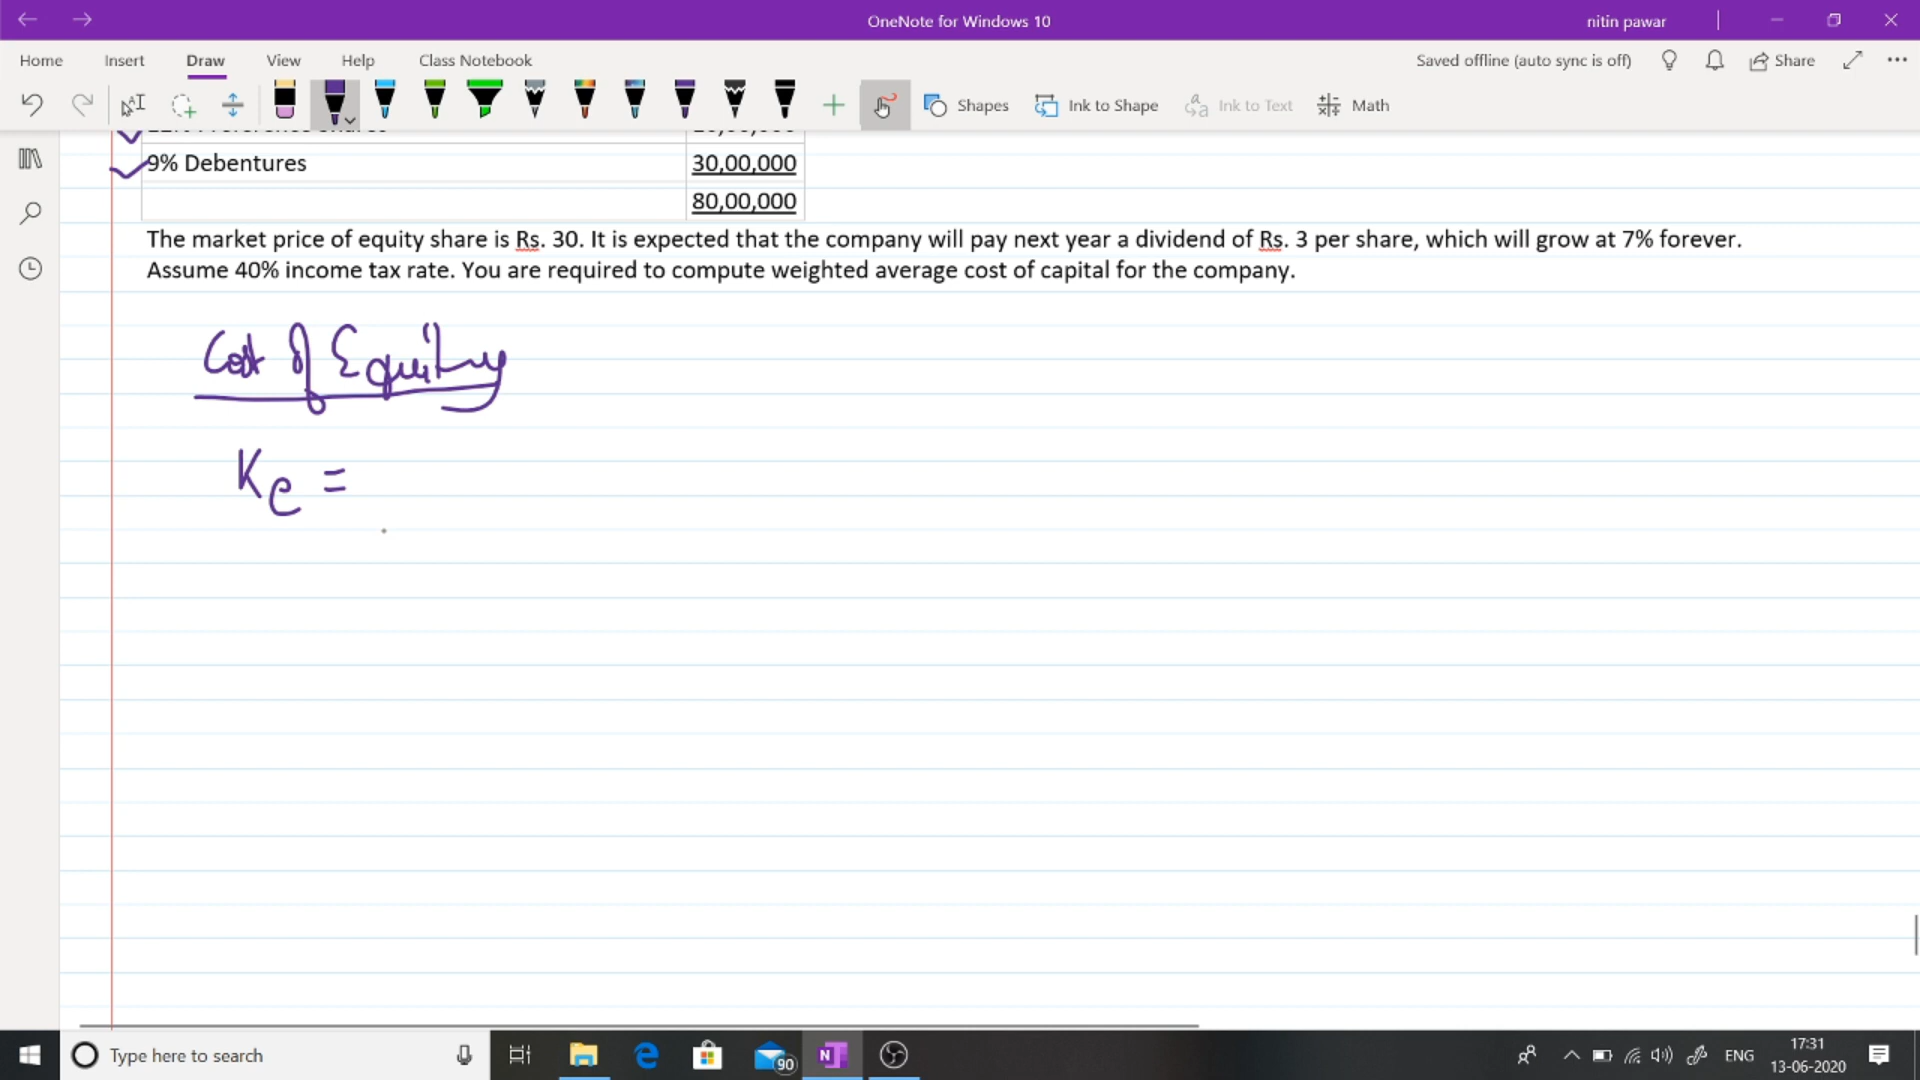 OneNote for Windows 10
nitin pawar
Home Insert Draw View Help Class Notebook
Saved offline (auto sync is off) Share
Shapes Ink to Shape Ink to Text Math
9% Debentures 30,00,000
80,00,000
The market price of equity share is Rs. 30. It is expected that the company will pay next year a dividend of Rs. 3 per share, which will grow at 7% forever.
Assume 40% income tax rate. You are required to compute weighted average cost of capital for the company.
Cost of Equity
Ke =
Type here to search
90
ENG
17:31
13-06-2020